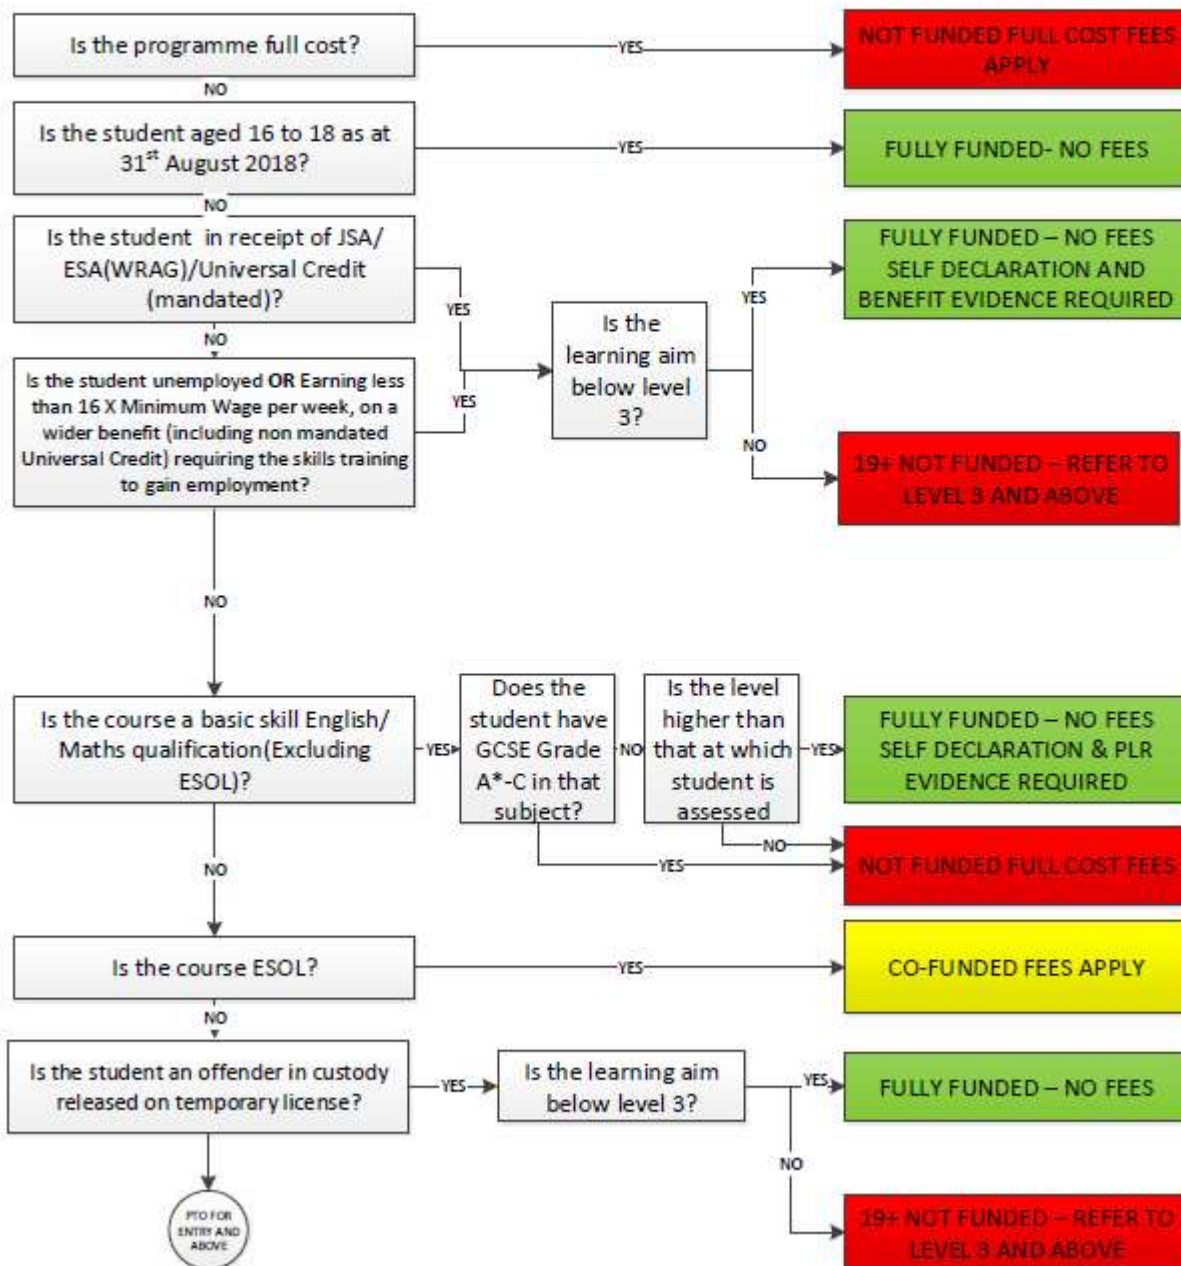 Is the programme full cost?
YES
NOT FUNDED FULL COST FEES
APPLY
NO
Is the student aged 16 to 18 as at
31st August 2018?
YES
FULLY FUNDED- NO FEES
NO
Is the student in receipt of JSA/
ESA(WRAG)/Universal Credit
(mandated)?
YES
NO
Is the student unemployed OR Earning less
than 16 X Minimum Wage per week, on a
wider benefit (including non mandated
Universal Credit) requiring the skills training
to gain employment?
YES
Is the
learning aim
below level
3?
YES
FULLY FUNDED – NO FEES
SELF DECLARATION AND
BENEFIT EVIDENCE REQUIRED
NO
19+ NOT FUNDED – REFER TO
LEVEL 3 AND ABOVE
NO
Is the course a basic skill English/
Maths qualification(Excluding
ESOL)?
YES
Does the
student have
GCSE Grade
A*-C in that
subject?
NO
Is the level
higher than
that at which
student is
assessed
YES
FULLY FUNDED – NO FEES
SELF DECLARATION & PLR
EVIDENCE REQUIRED
NO
YES
NOT FUNDED FULL COST FEES
NO
Is the course ESOL?
YES
CO-FUNDED FEES APPLY
NO
Is the student an offender in custody
released on temporary license?
YES
Is the learning aim
below level 3?
YES
FULLY FUNDED – NO FEES
NO
19+ NOT FUNDED – REFER TO
LEVEL 3 AND ABOVE
PTO FOR
ENTRY AND
ABOVE